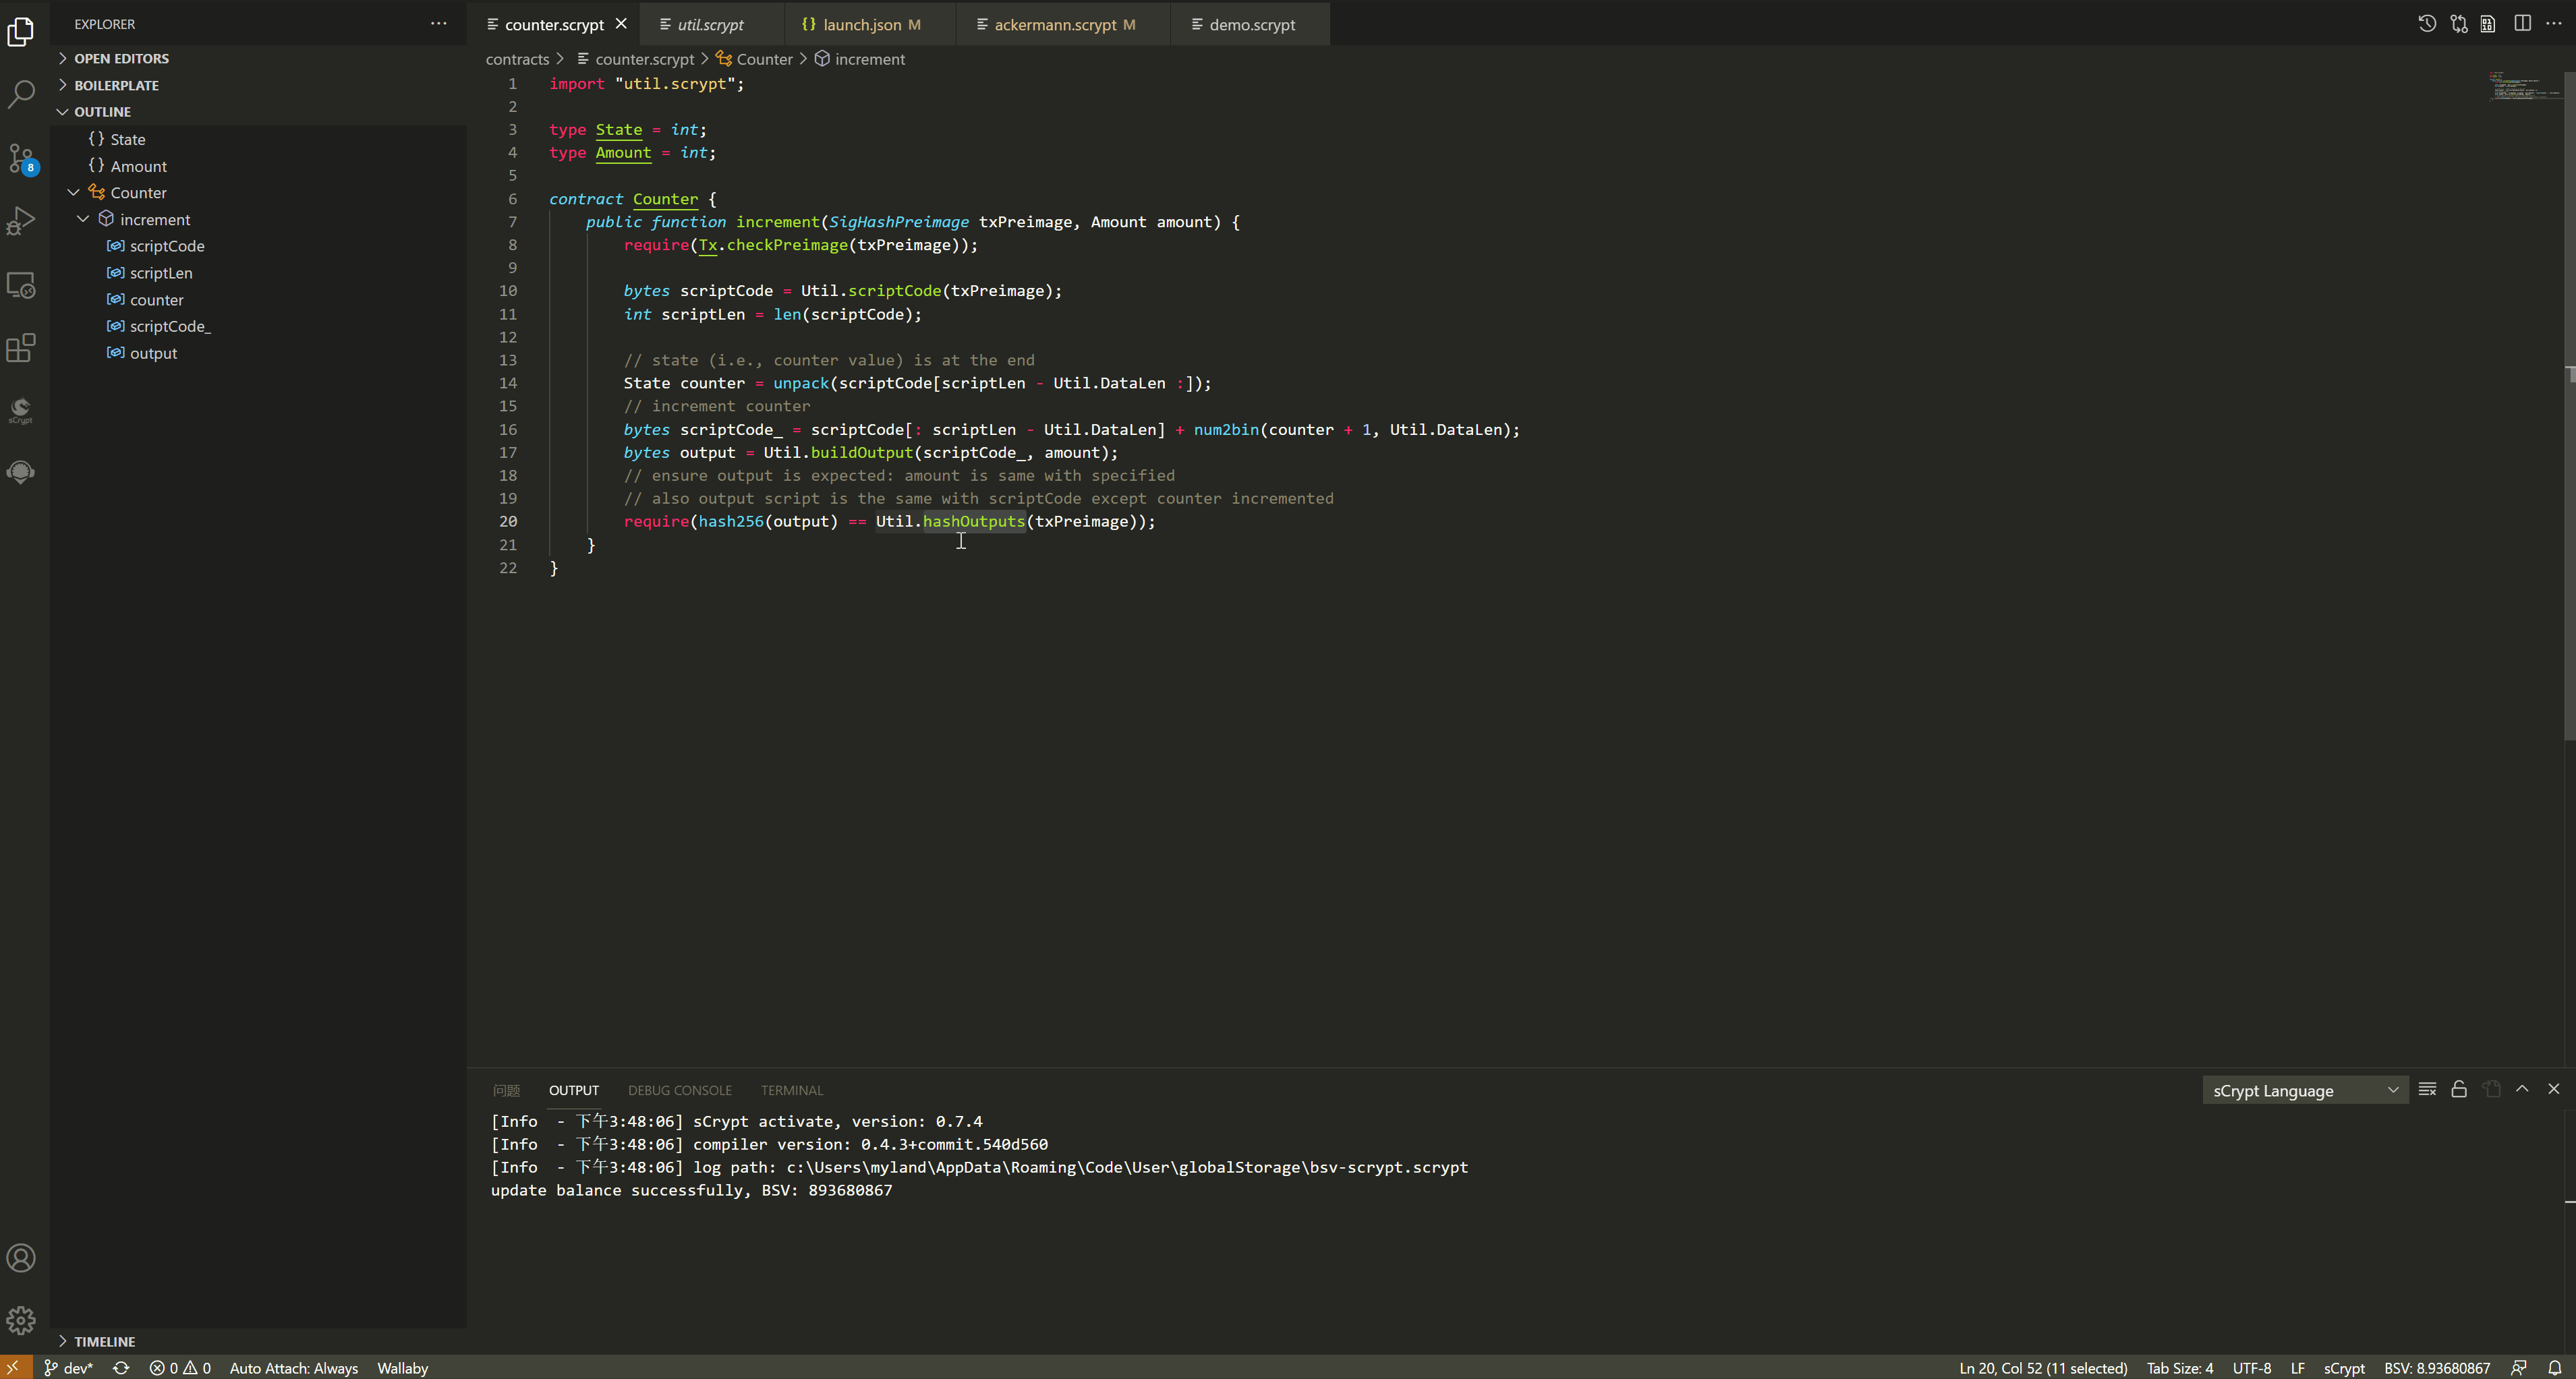 EXPLORER
OPEN EDITORS
BOILERPLATE
OUTLINE
{} State
{} Amount
Counter
increment
scriptCode
scriptLen
counter
scriptCode_
output
TIMELINE
8
sCrypt
counter.scrypt
util.scrypt
{} launch.json M
ackermann.scrypt M
demo.scrypt
contracts > counter.scrypt > Counter > increment
1 import "util.scrypt";
2
3 type State = int;
4 type Amount = int;
5
6 contract Counter {
7 public function increment(SigHashPreimage txPreimage, Amount amount) {
8 require(Tx.checkPreimage(txPreimage));
9
10 bytes scriptCode = Util.scriptCode(txPreimage);
11 int scriptLen = len(scriptCode);
12
13 // state (i.e., counter value) is at the end
14 State counter = unpack(scriptCode[scriptLen - Util.DataLen :]);
15 // increment counter
16 bytes scriptCode_ = scriptCode[: scriptLen - Util.DataLen] + num2bin(counter + 1, Util.DataLen);
17 bytes output = Util.buildOutput(scriptCode_, amount);
18 // ensure output is expected: amount is same with specified
19 // also output script is the same with scriptCode except counter incremented
20 require(hash256(output) == Util.hashOutputs(txPreimage));
21 }
22 }
问题 OUTPUT DEBUG CONSOLE TERMINAL
sCrypt Language
[Info - 下午3:48:06] sCrypt activate, version: 0.7.4
[Info - 下午3:48:06] compiler version: 0.4.3+commit.540d560
[Info - 下午3:48:06] log path: c:\Users\myland\AppData\Roaming\Code\User\globalStorage\bsv-scrypt.scrypt
update balance successfully, BSV: 893680867
dev* 0 0 Auto Attach: Always Wallaby
Ln 20, Col 52 (11 selected) Tab Size: 4 UTF-8 LF sCrypt BSV: 8.93680867